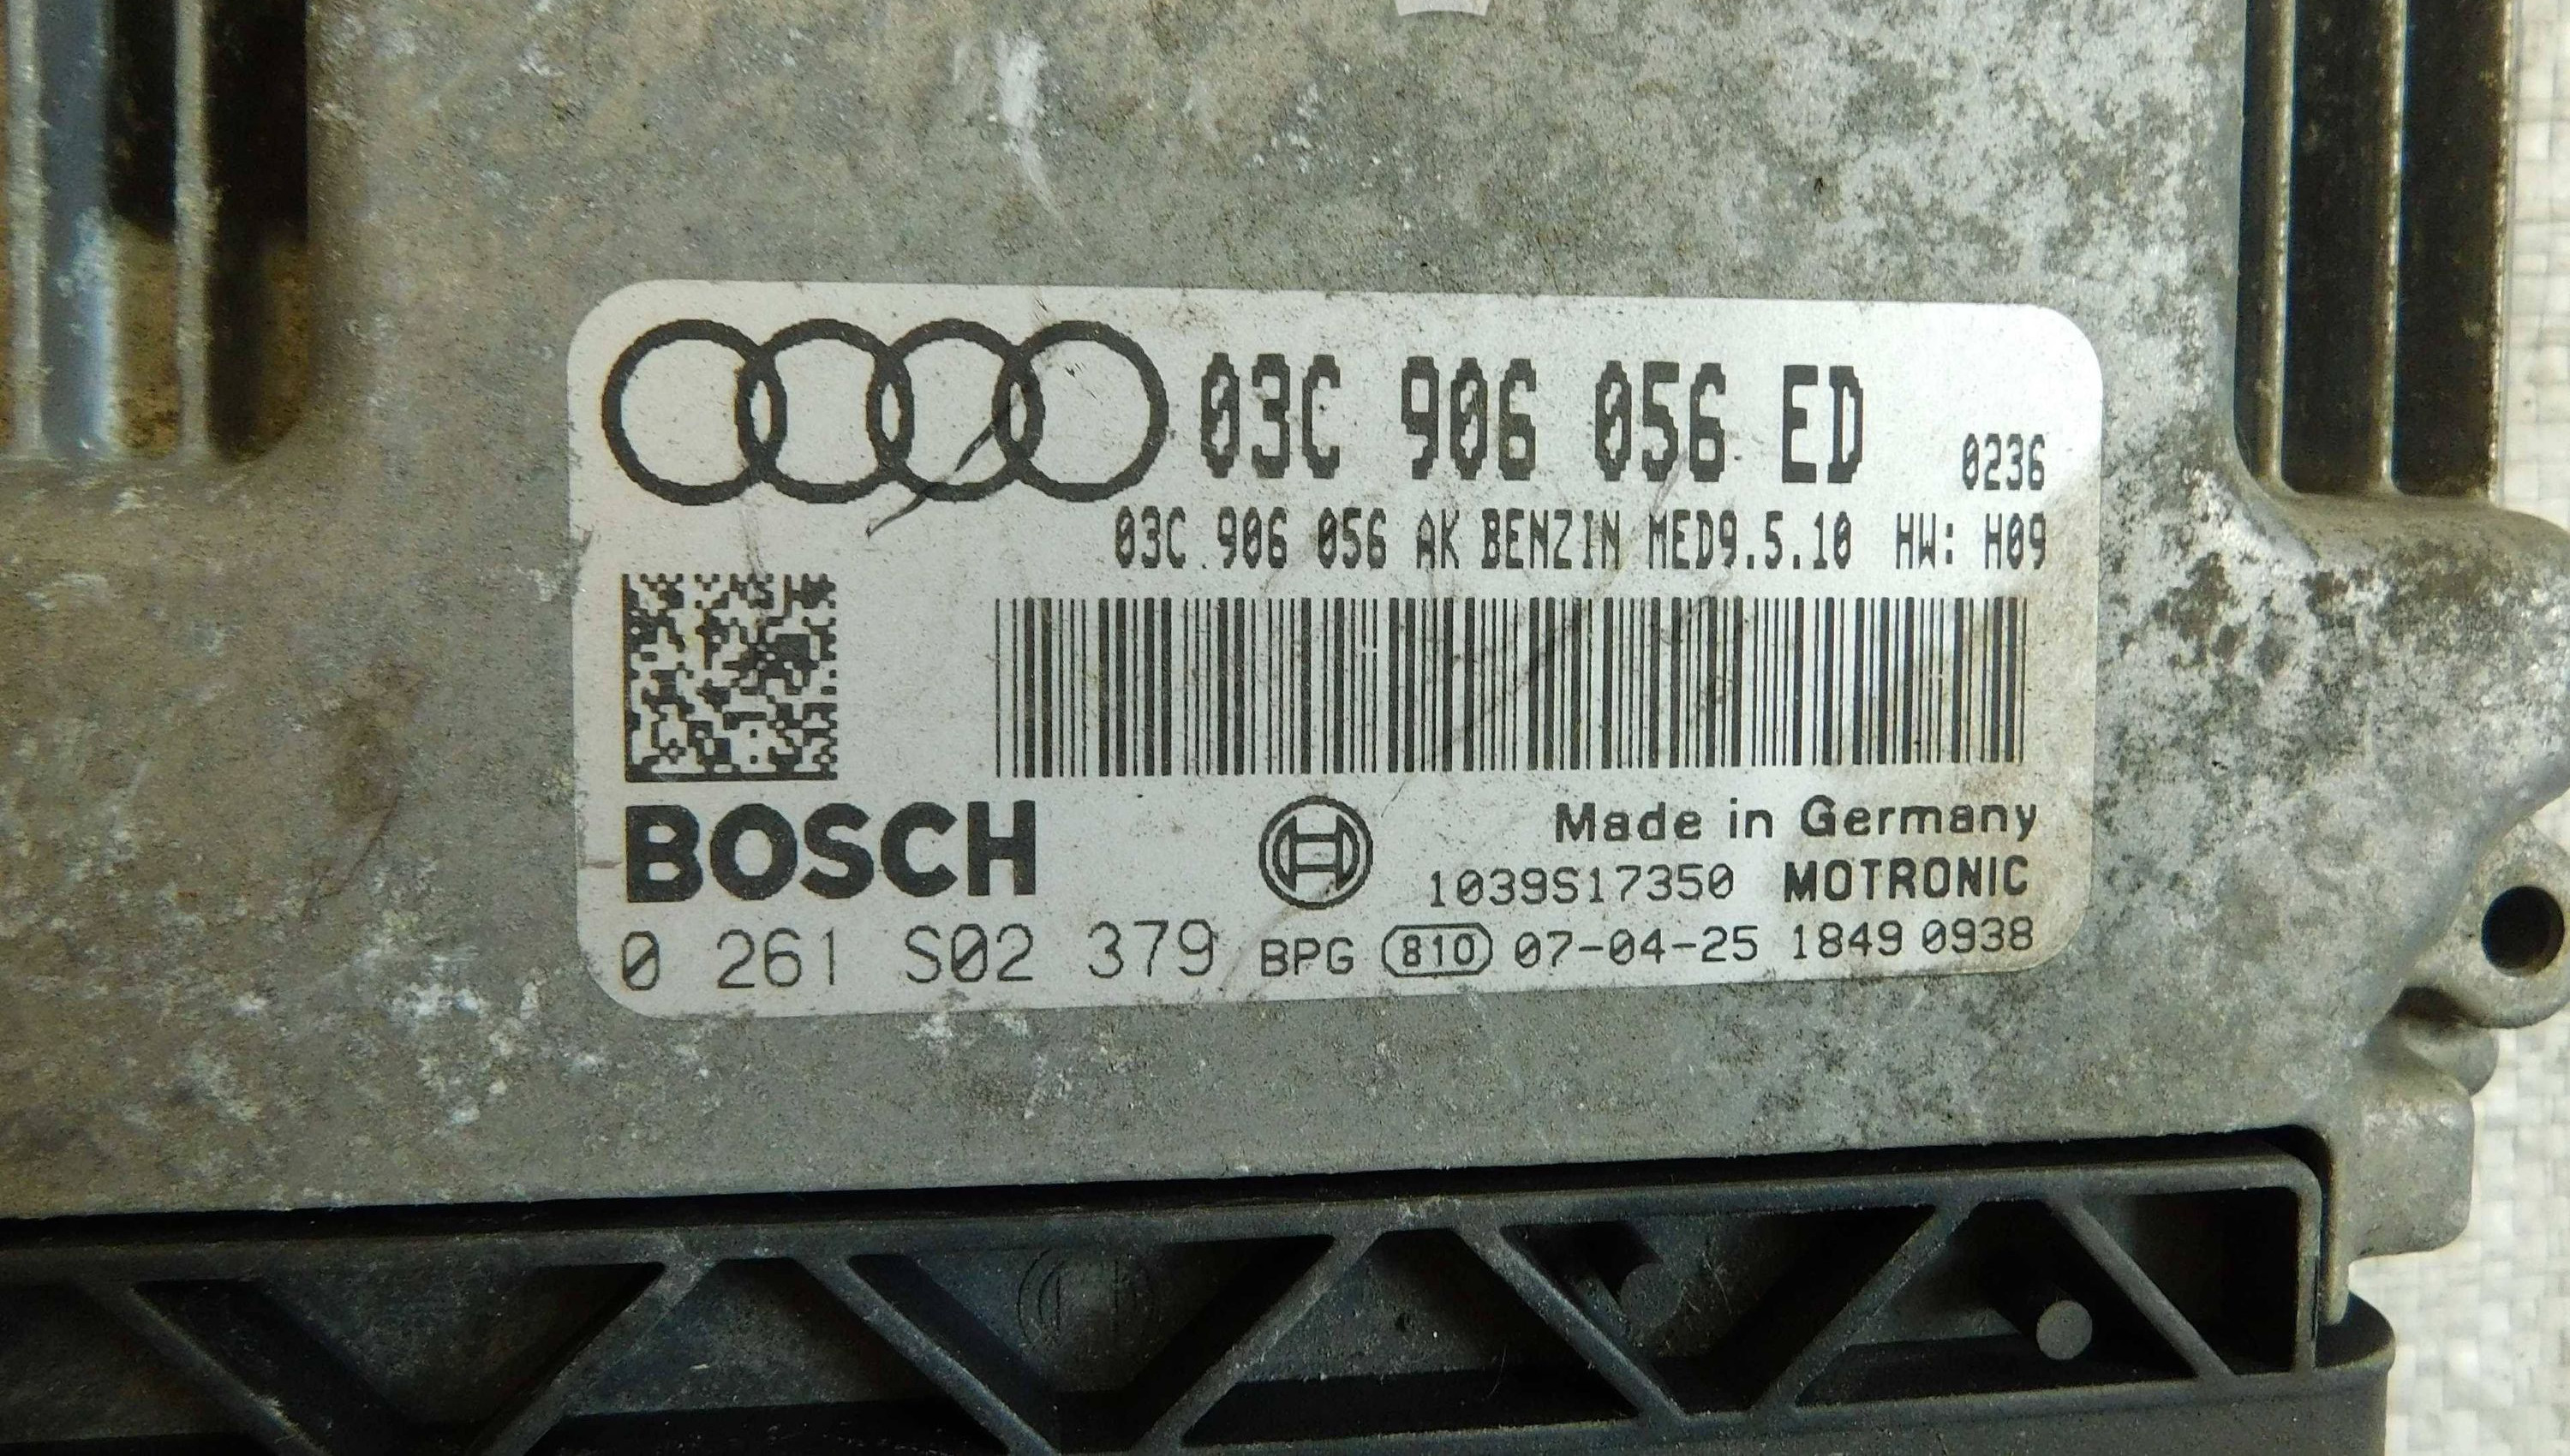 03C 906 056 ED 0236
03C 906 056 AK BENZIN MED9.5.10 HW: H09
BOSCH
Made in Germany
1039S17350 MOTRONIC
0 261 S02 379 BPG 810 07-04-25 1849 0938